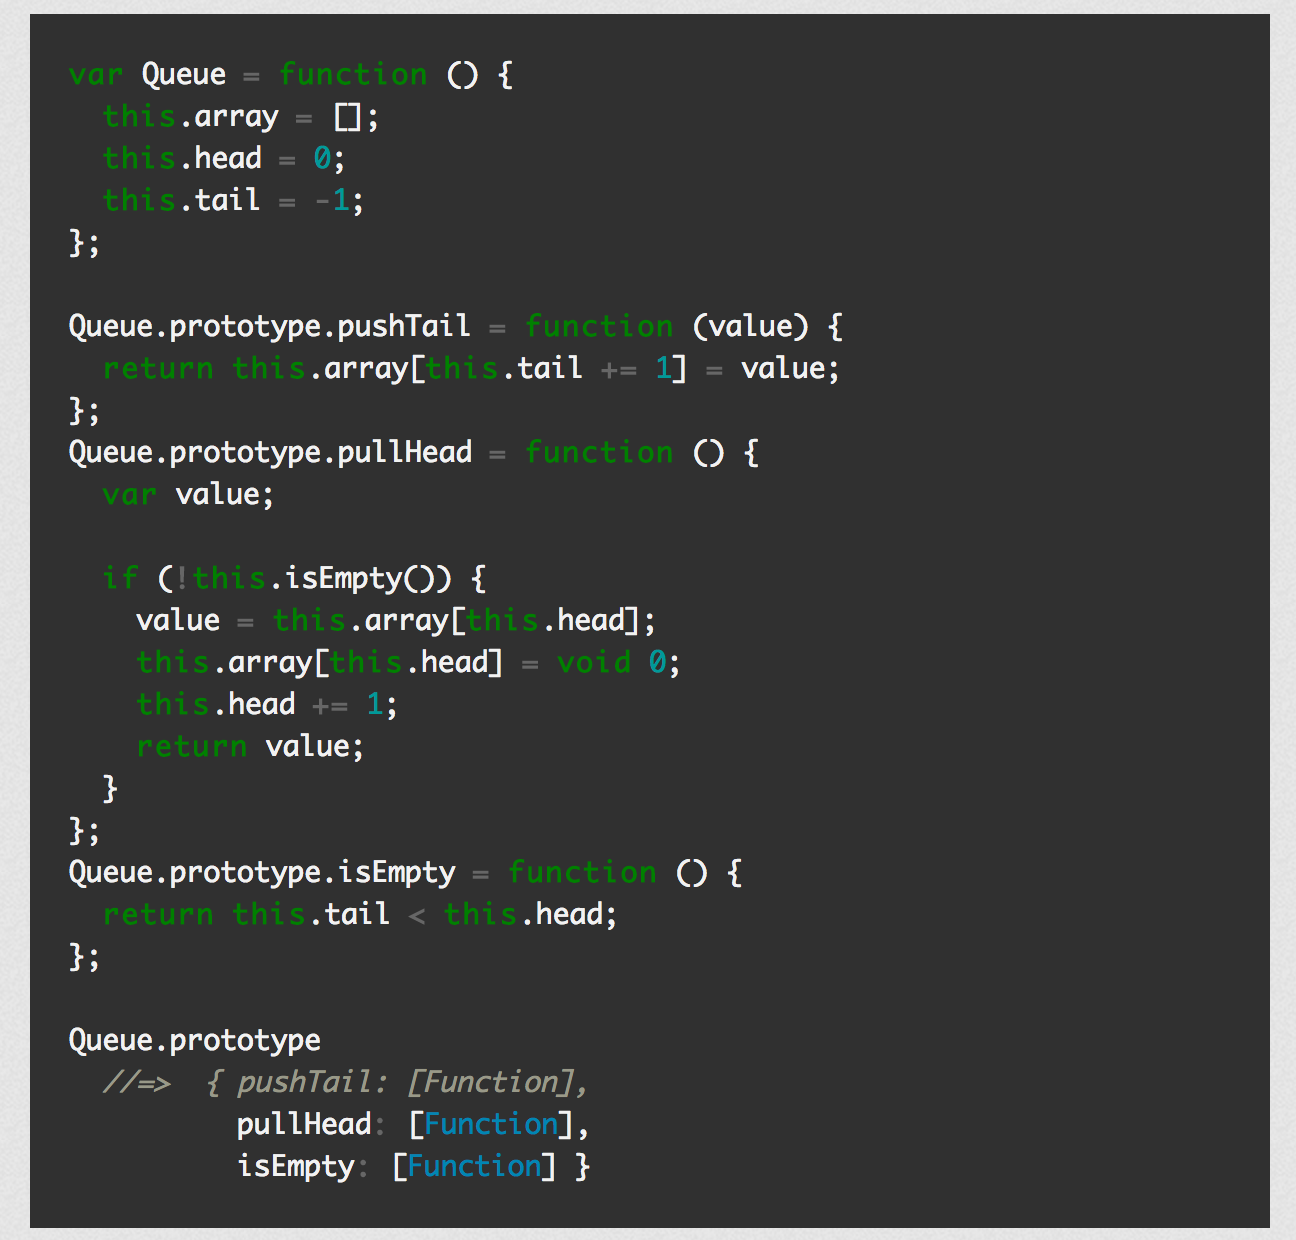 var Queue = function () {
  this.array = [];
  this.head = 0;
  this.tail = -1;
};

Queue.prototype.pushTail = function (value) {
  return this.array[this.tail += 1] = value;
};
Queue.prototype.pullHead = function () {
  var value;

  if (!this.isEmpty()) {
    value = this.array[this.head];
    this.array[this.head] = void 0;
    this.head += 1;
    return value;
  }
};
Queue.prototype.isEmpty = function () {
  return this.tail < this.head;
};

Queue.prototype
  //=>  { pushTail: [Function],
          pullHead: [Function],
          isEmpty: [Function] }